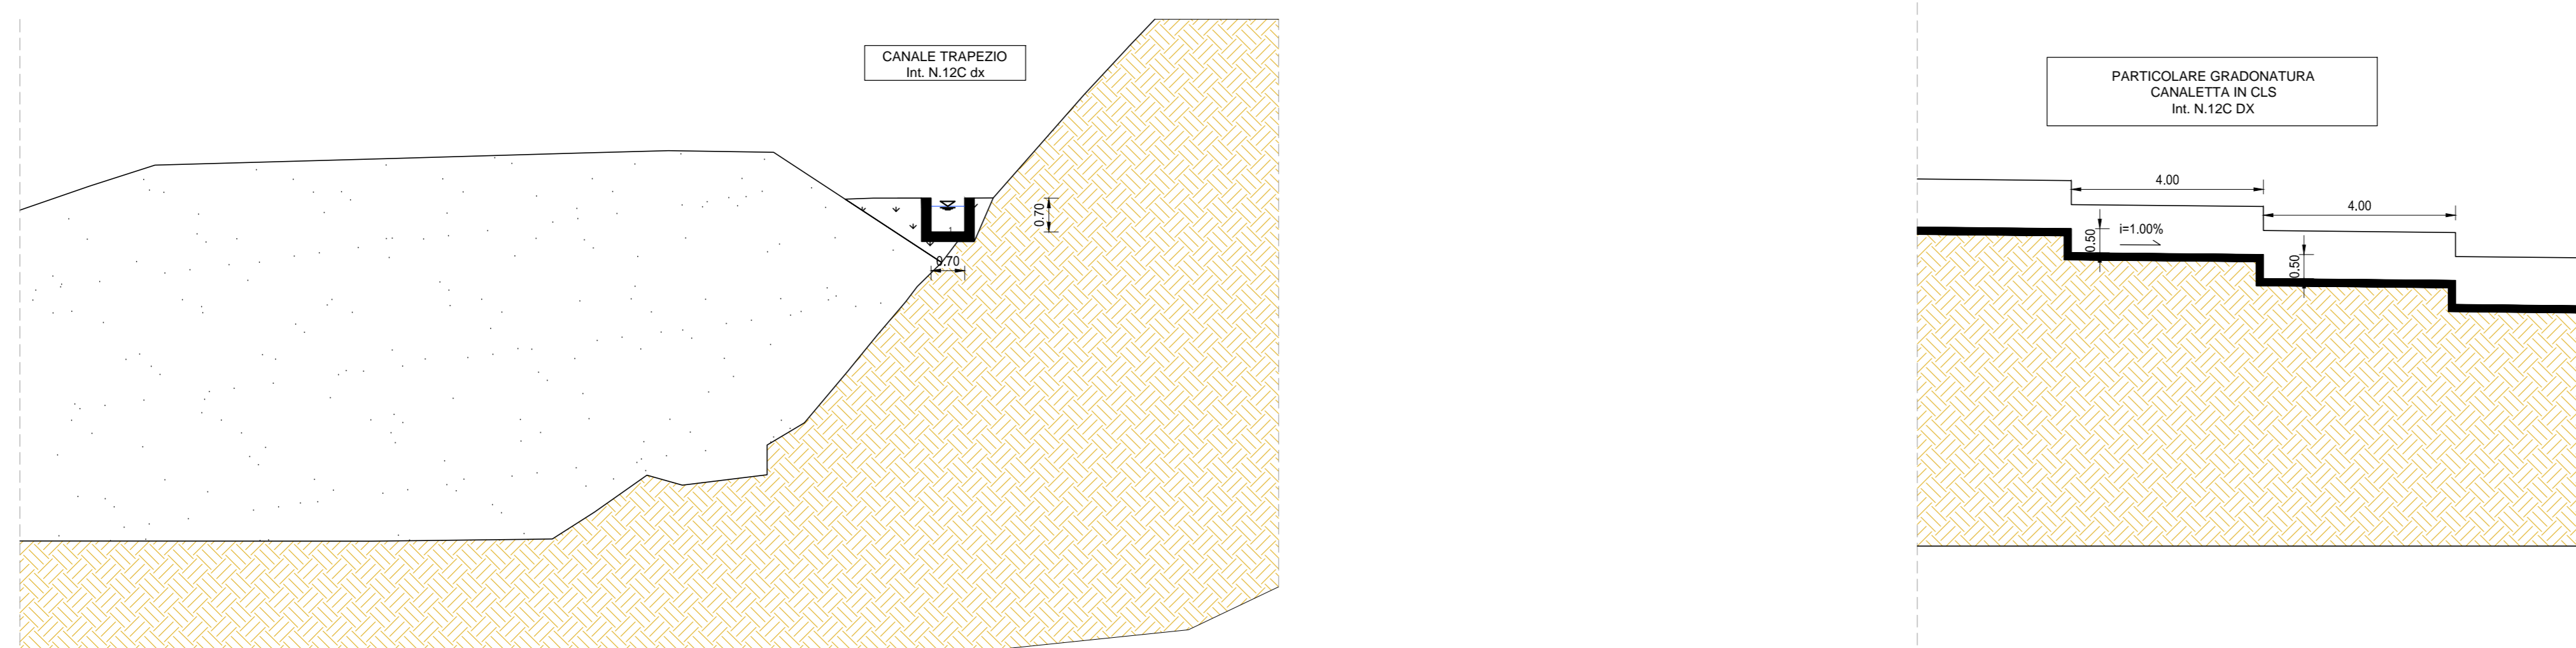 CANALE TRAPEZIO
Int. N.12C dx
0.70
0.70
PARTICOLARE GRADONATURA
CANALETTA IN CLS
Int. N.12C DX
4.00
4.00
0.50
i=1.00%
0.50